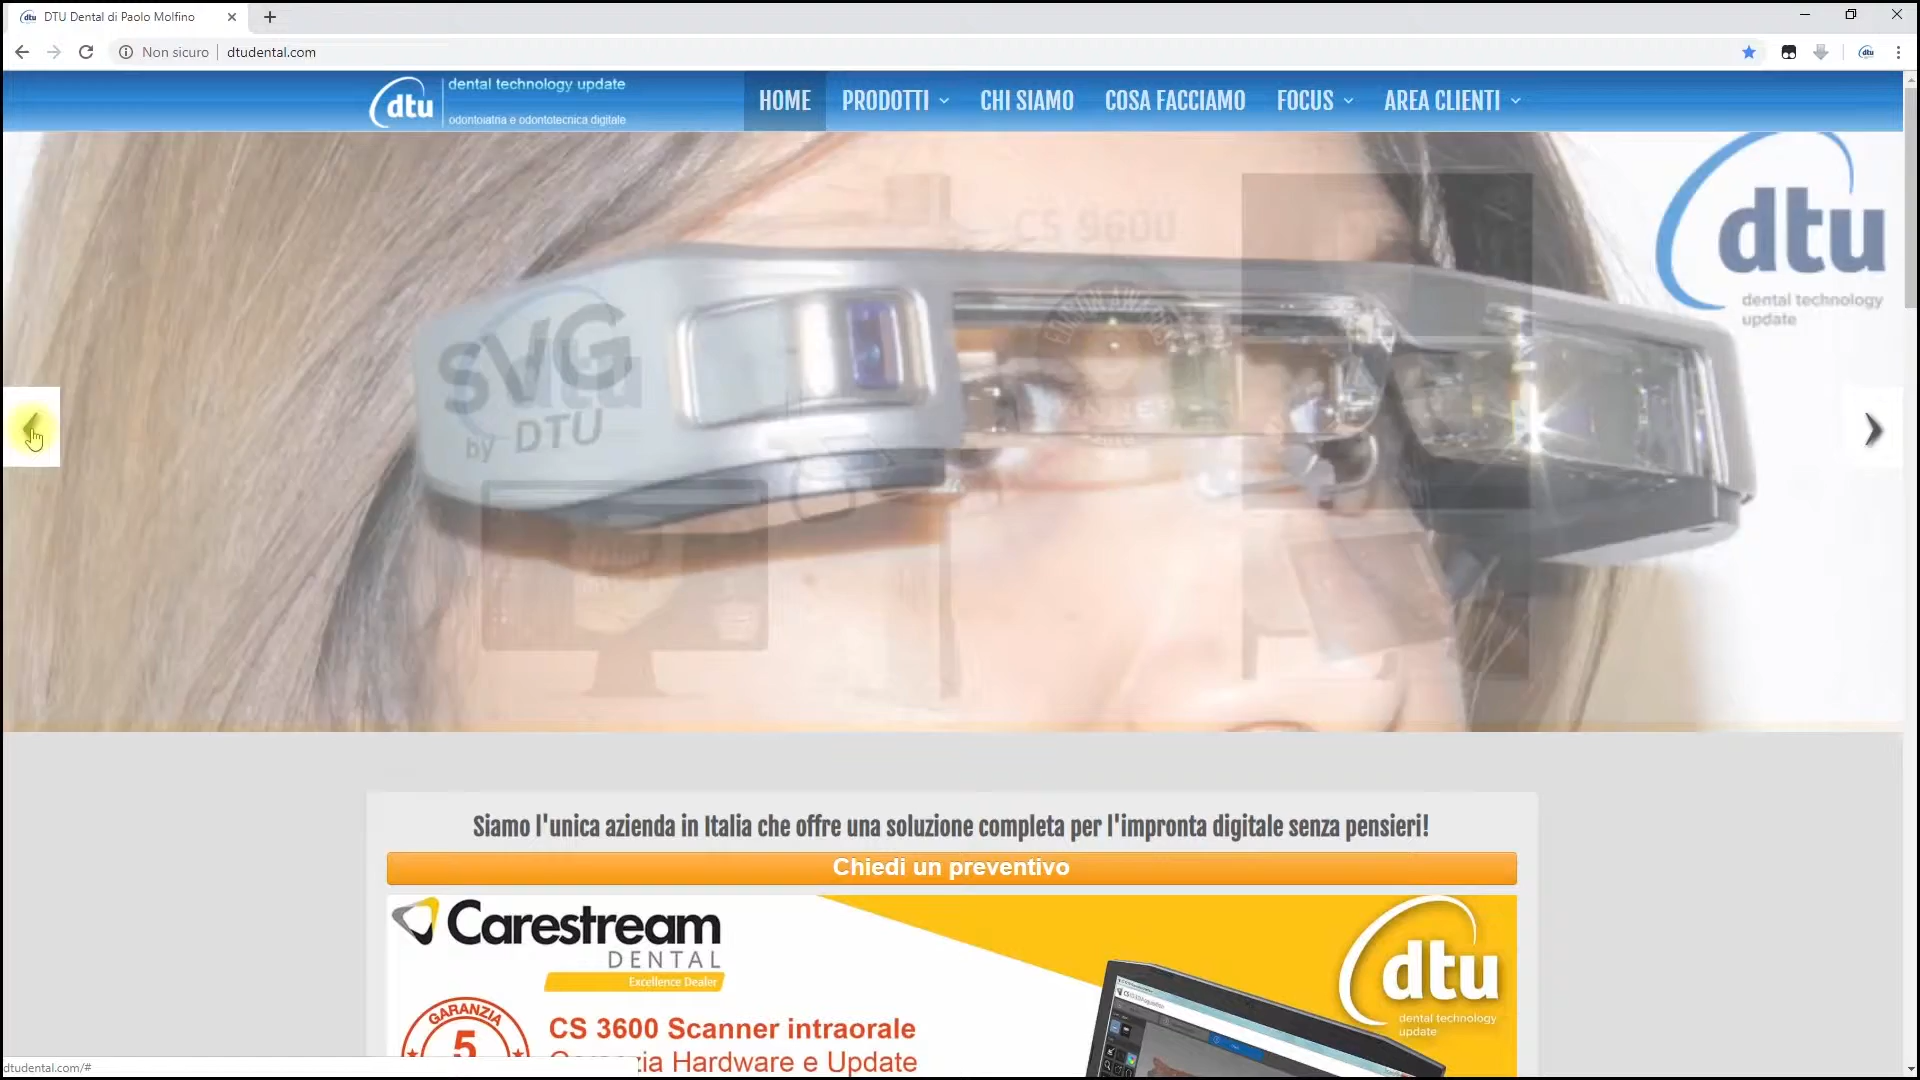 DTU Dental di Paolo Molfino
Non sicuro
dtudental.com
dtu
dental technology update
odontoiatria e odontotecnica digitale
HOME
PRODOTTI
CHI SIAMO
COSA FACCIAMO
FOCUS
AREA CLIENTI
CS 9600
dtu
dental technology
update
SVG
by DTU
Siamo l'unica azienda in Italia che offre una soluzione completa per l'impronta digitale senza pensieri!
Chiedi un preventivo
Carestream
DENTAL
Excellence Dealer
dtu
dental technology
update
GARANZIA
5
CS 3600 Scanner intraorale
Hardware e Update
dtudental.com/#